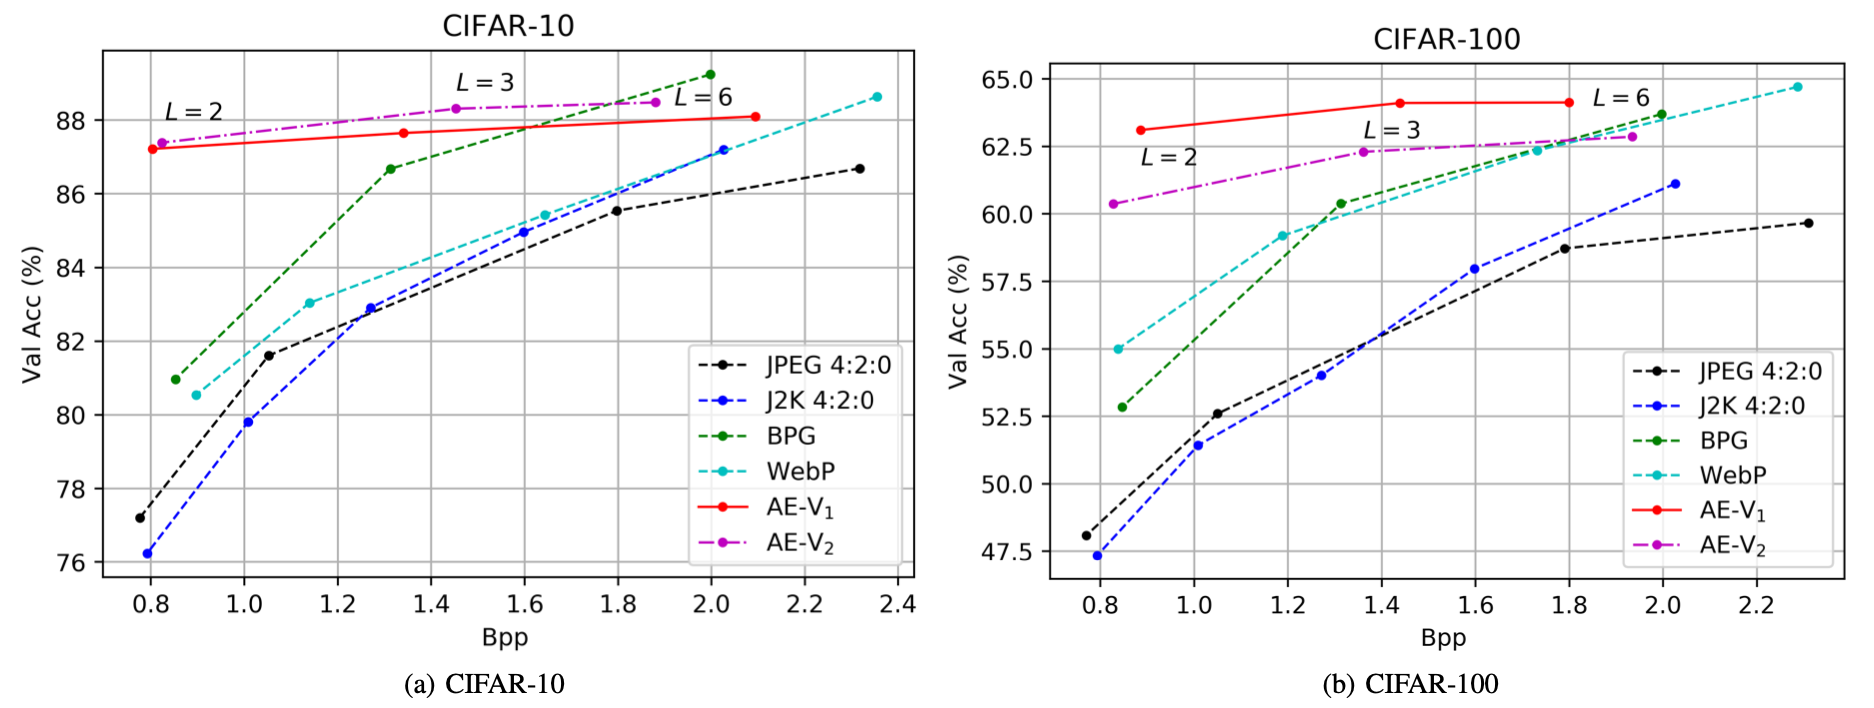 CIFAR-10
Val Acc (%)
88
86
84
82
80
78
76
L = 2
L = 3
L = 6
JPEG 4:2:0
J2K 4:2:0
BPG
WebP
AE-V1
AE-V2
0.8 1.0 1.2 1.4 1.6 1.8 2.0 2.2 2.4
Bpp
(a) CIFAR-10
CIFAR-100
Val Acc (%)
65.0
62.5
60.0
57.5
55.0
52.5
50.0
47.5
L = 6
L = 3
L = 2
JPEG 4:2:0
J2K 4:2:0
BPG
WebP
AE-V1
AE-V2
0.8 1.0 1.2 1.4 1.6 1.8 2.0 2.2
Bpp
(b) CIFAR-100